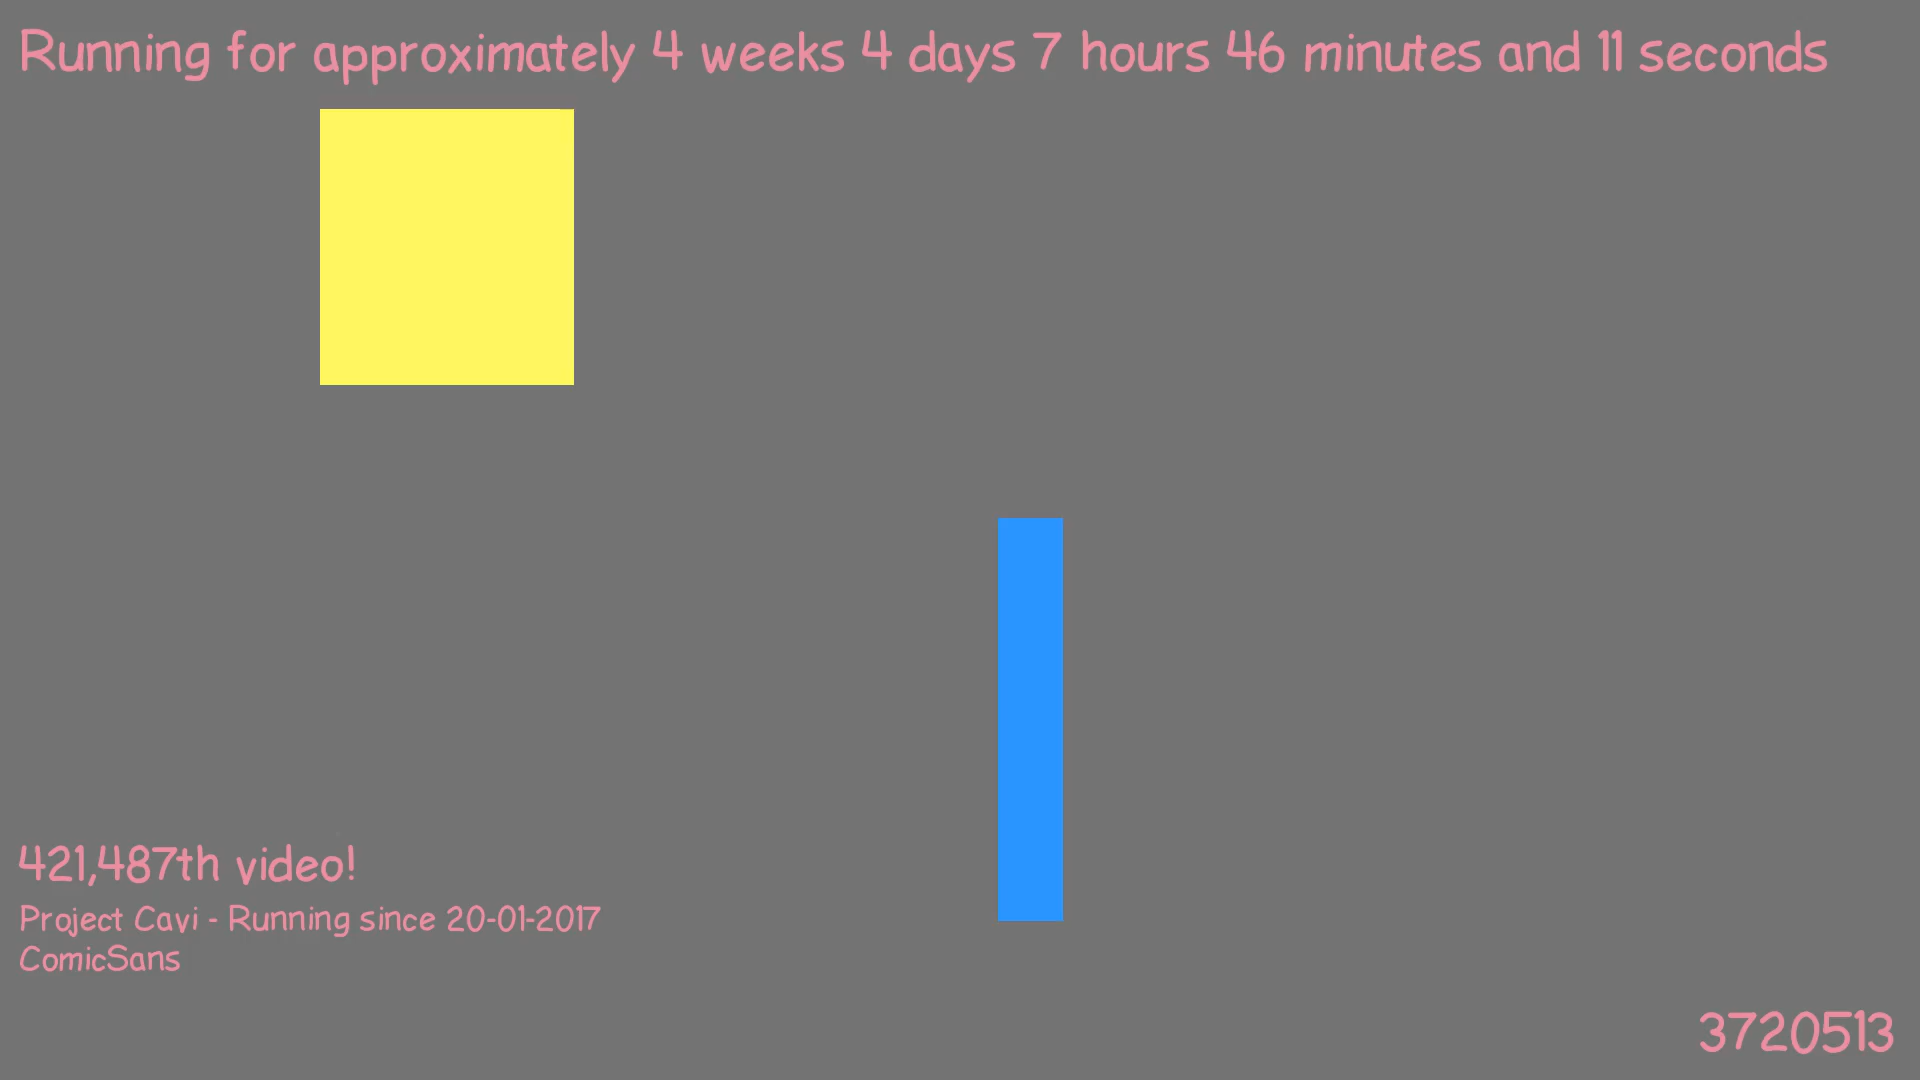 Running for approximately 4 weeks 4 days 7 hours 46 minutes and 11 seconds
421,487th video!
Project Cavi - Running since 20-01-2017
ComicSans
3720513